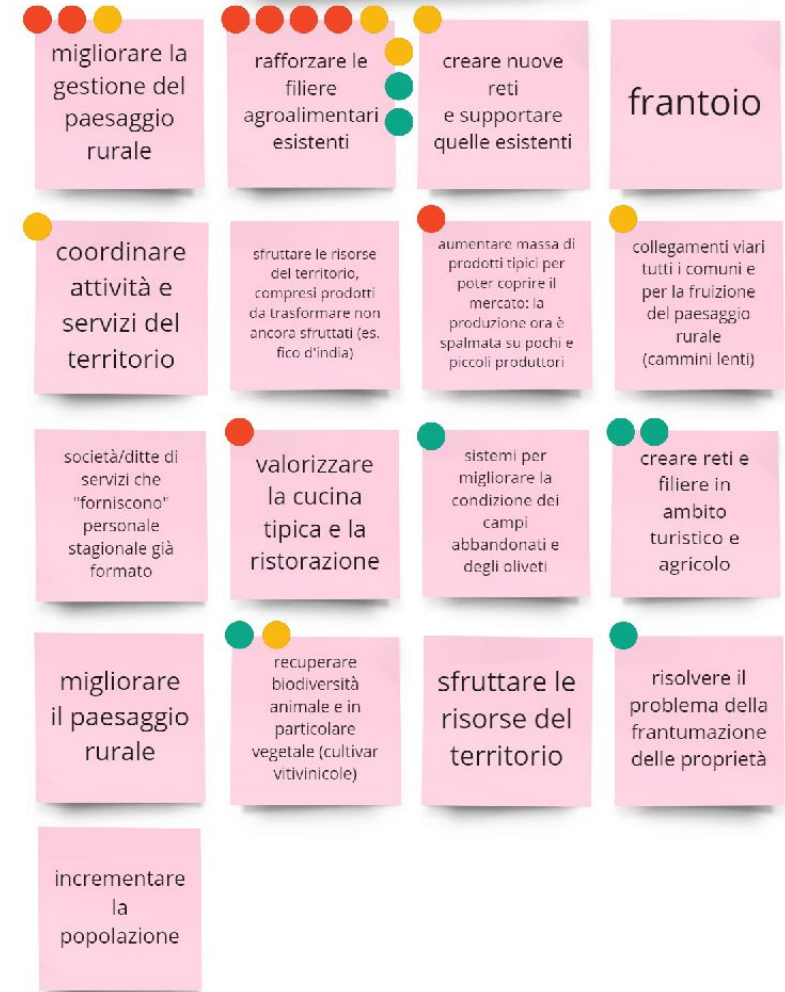 migliorare la
gestione del
paesaggio
rurale
rafforzare le
filiere
agroalimentari
esistenti
creare nuove
reti
e supportare
quelle esistenti
frantoio
coordinare
attività e
servizi del
territorio
sfruttare le risorse
del territorio,
compresi prodotti
da trasformare non
ancora sfruttati (es.
fico d'india)
aumentare massa di
prodotti tipici per
poter coprire il
mercato: la
produzione ora è
spalmata su pochi e
piccoli produttori
collegamenti viari
tutti i comuni e
per la fruizione
del paesaggio
rurale
(cammini lenti)
società/ditte di
servizi che
"forniscono"
personale
stagionale già
formato
valorizzare
la cucina
tipica e la
ristorazione
sistemi per
migliorare la
condizione dei
campi
abbandonati e
degli oliveti
creare reti e
filiere in
ambito
turistico e
agricolo
migliorare
il paesaggio
rurale
recuperare
biodiversità
animale e in
particolare
vegetale (cultivar
vitivinicole)
sfruttare le
risorse del
territorio
risolvere il
problema della
frantumazione
delle proprietà
incrementare
la
popolazione